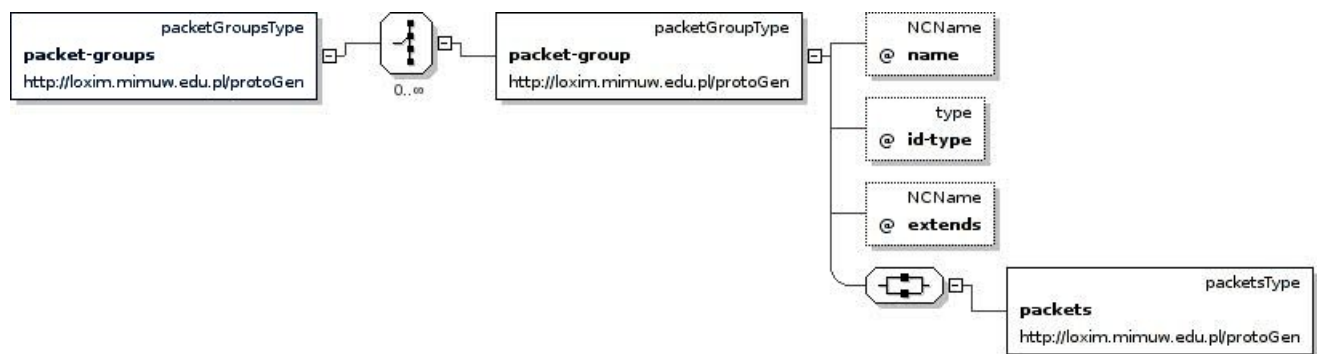 packetGroupsType
packet-groups
http://loxim.mimuw.edu.pl/protoGen
0..∞
packetGroupType
packet-group
http://loxim.mimuw.edu.pl/protoGen
NCName
@ name
type
@ id-type
NCName
@ extends
packetsType
packets
http://loxim.mimuw.edu.pl/protoGen